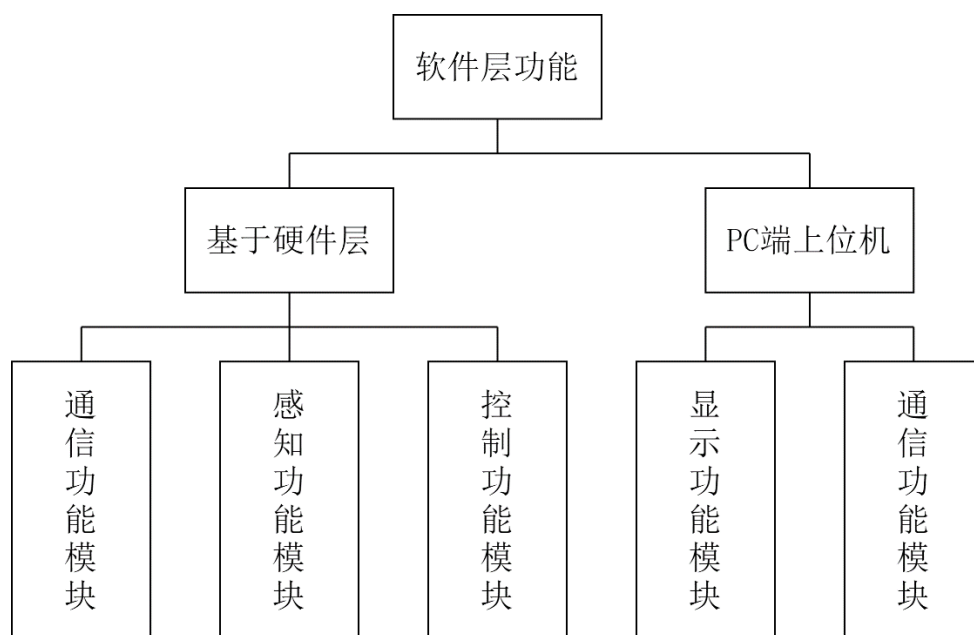 软件层功能
基于硬件层
PC端上位机
通信功能模块
感知功能模块
控制功能模块
显示功能模块
通信功能模块